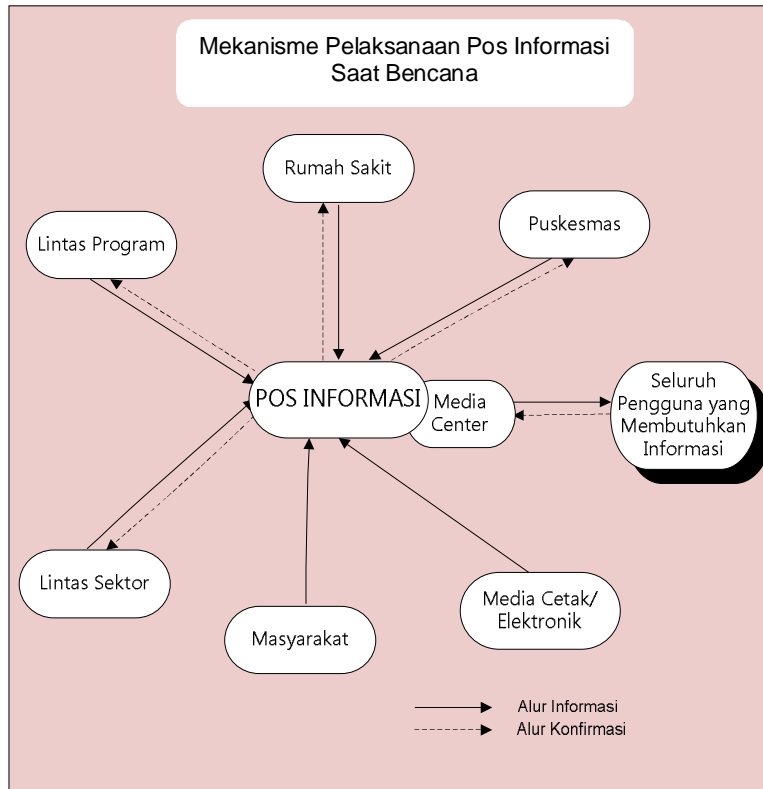 Mekanisme Pelaksanaan Pos Informasi
Saat Bencana
Rumah Sakit
Puskesmas
Lintas Program
POS INFORMASI
Media
Center
Seluruh
Pengguna yang
Membutuhkan
Informasi
Lintas Sektor
Masyarakat
Media Cetak/
Elektronik
Alur Informasi
Alur Konfirmasi